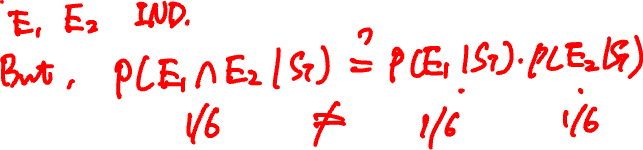 E₁ E₂ IND.
But, P(E₁ ∩ E₂ | S₇) ≟ P(E₁ | S₇) · P(E₂ | S₇)
1/6 ≠ 1/6 · 1/6